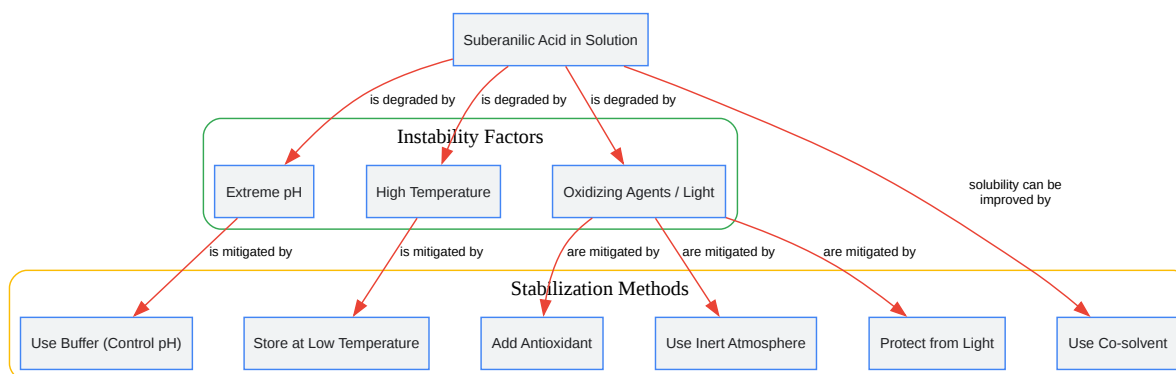 Suberanilic Acid in Solution
is degraded by
is degraded by
is degraded by
Instability Factors
Extreme pH
High Temperature
Oxidizing Agents / Light
solubility can be
improved by
is mitigated by
is mitigated by
are mitigated by
are mitigated by
are mitigated by
Stabilization Methods
Use Buffer (Control pH)
Store at Low Temperature
Add Antioxidant
Use Inert Atmosphere
Protect from Light
Use Co-solvent